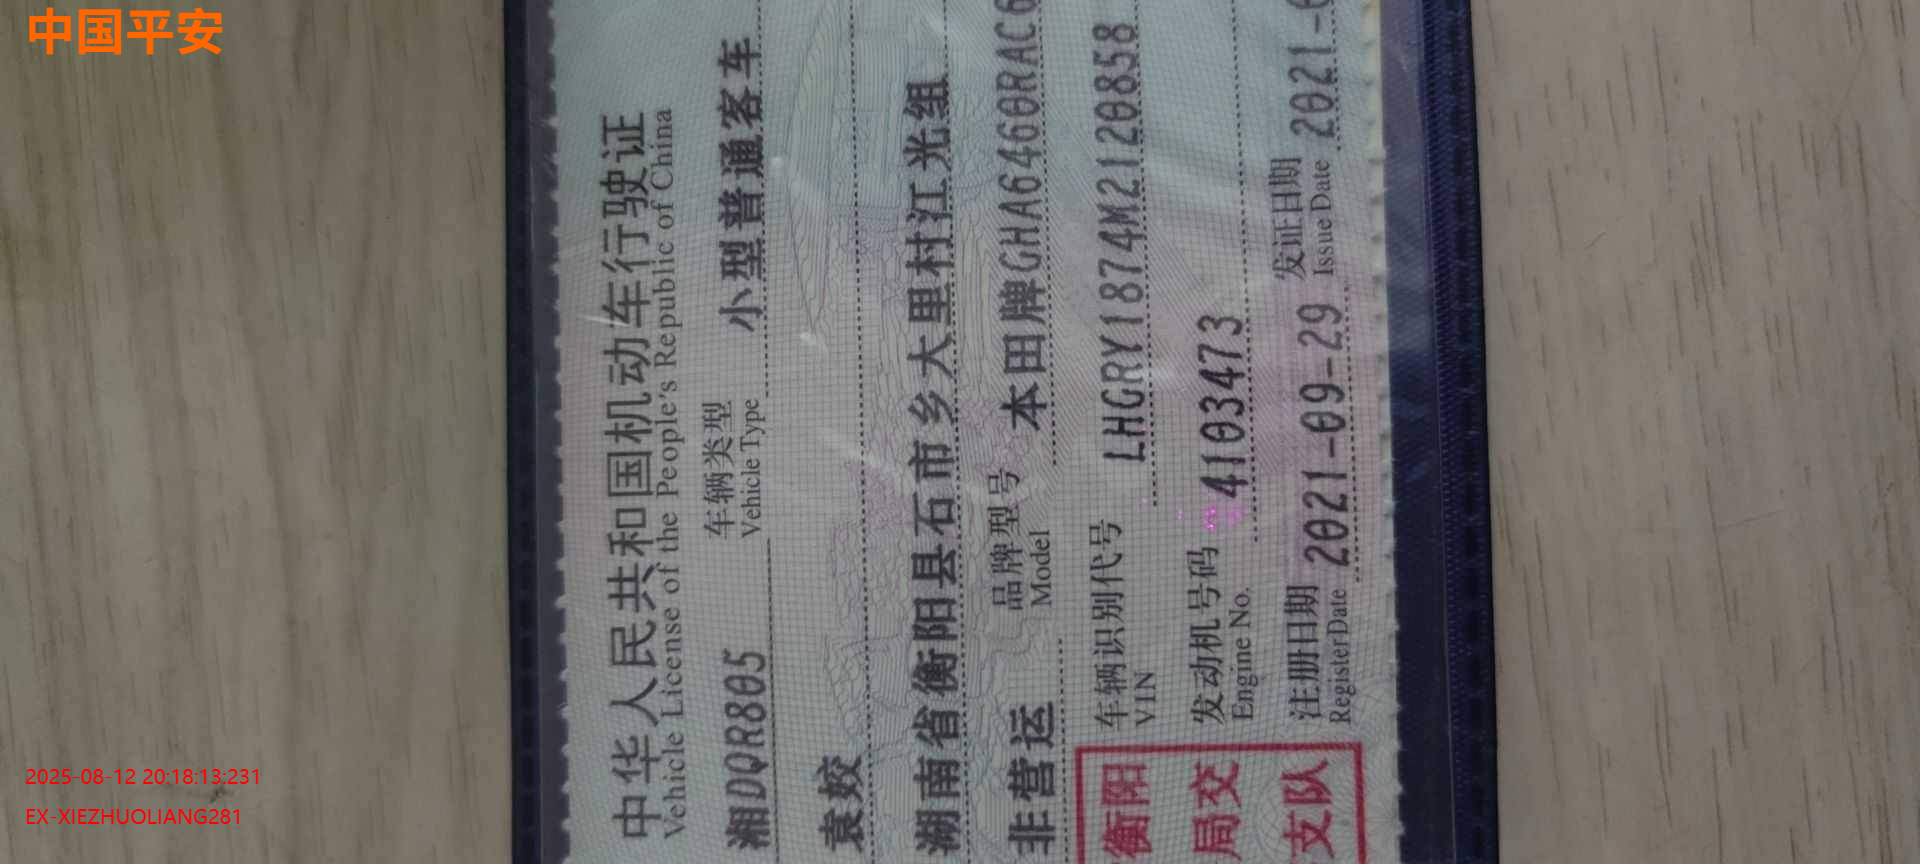 中国平安
中华人民共和国机动车行驶证
Vehicle License of the People's Republic of China
湘DQR805
车辆类型
Vehicle Type
小型普通客车
袁姣
湖南省衡阳县石市乡大里村江光组
非营运
品牌型号
Model
本田牌GHA6460RAC6
车辆识别代号
VIN
LHGRY1874M2120858
发动机号码
Engine No.
4103473
注册日期
Register Date
2021-09-29
发证日期
Issue Date
2021-
衡阳
局交
支队
2025-08-12 20:18:13:231
EX-XIEZHUOLIANG281